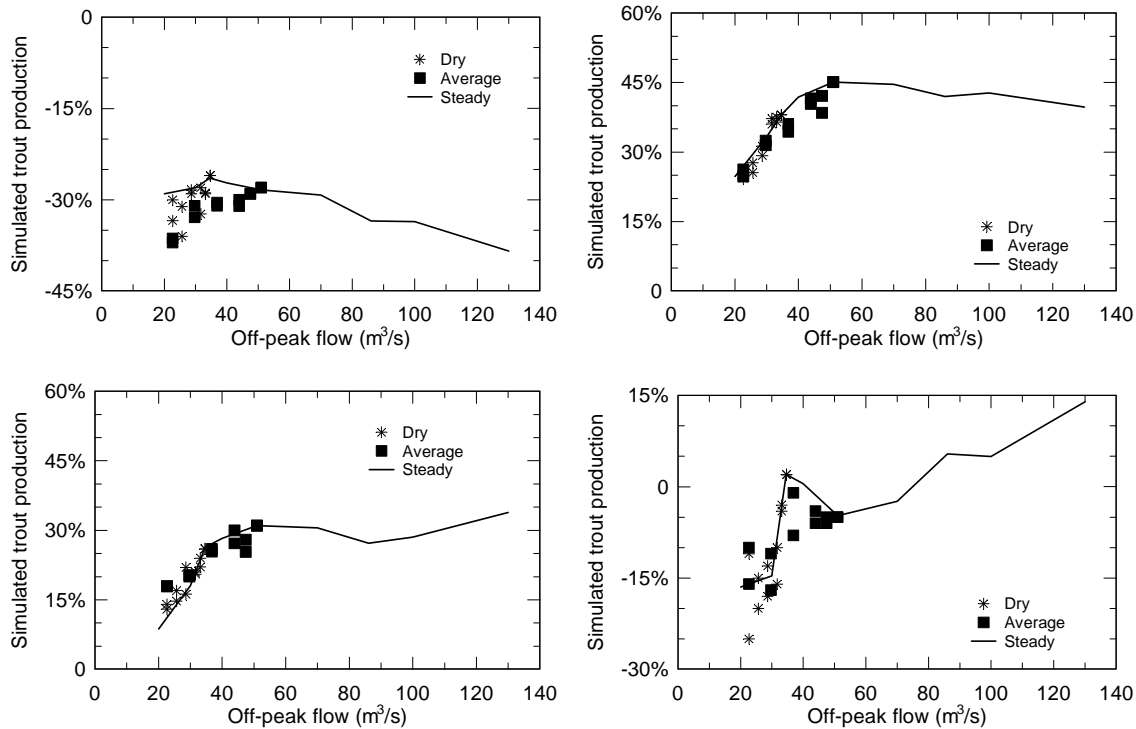 0
-15%
-30%
-45%
Simulated trout production
Dry
Average
Steady
0 20 40 60 80 100 120 140
Off-peak flow (m³/s)
60%
45%
30%
15%
0
Simulated trout production
Dry
Average
Steady
0 20 40 60 80 100 120 140
Off-peak flow (m³/s)
60%
45%
30%
15%
0
Simulated trout production
Dry
Average
Steady
0 20 40 60 80 100 120 140
Off-peak flow (m³/s)
15%
0
-15%
-30%
Simulated trout production
Dry
Average
Steady
0 20 40 60 80 100 120 140
Off-peak flow (m³/s)